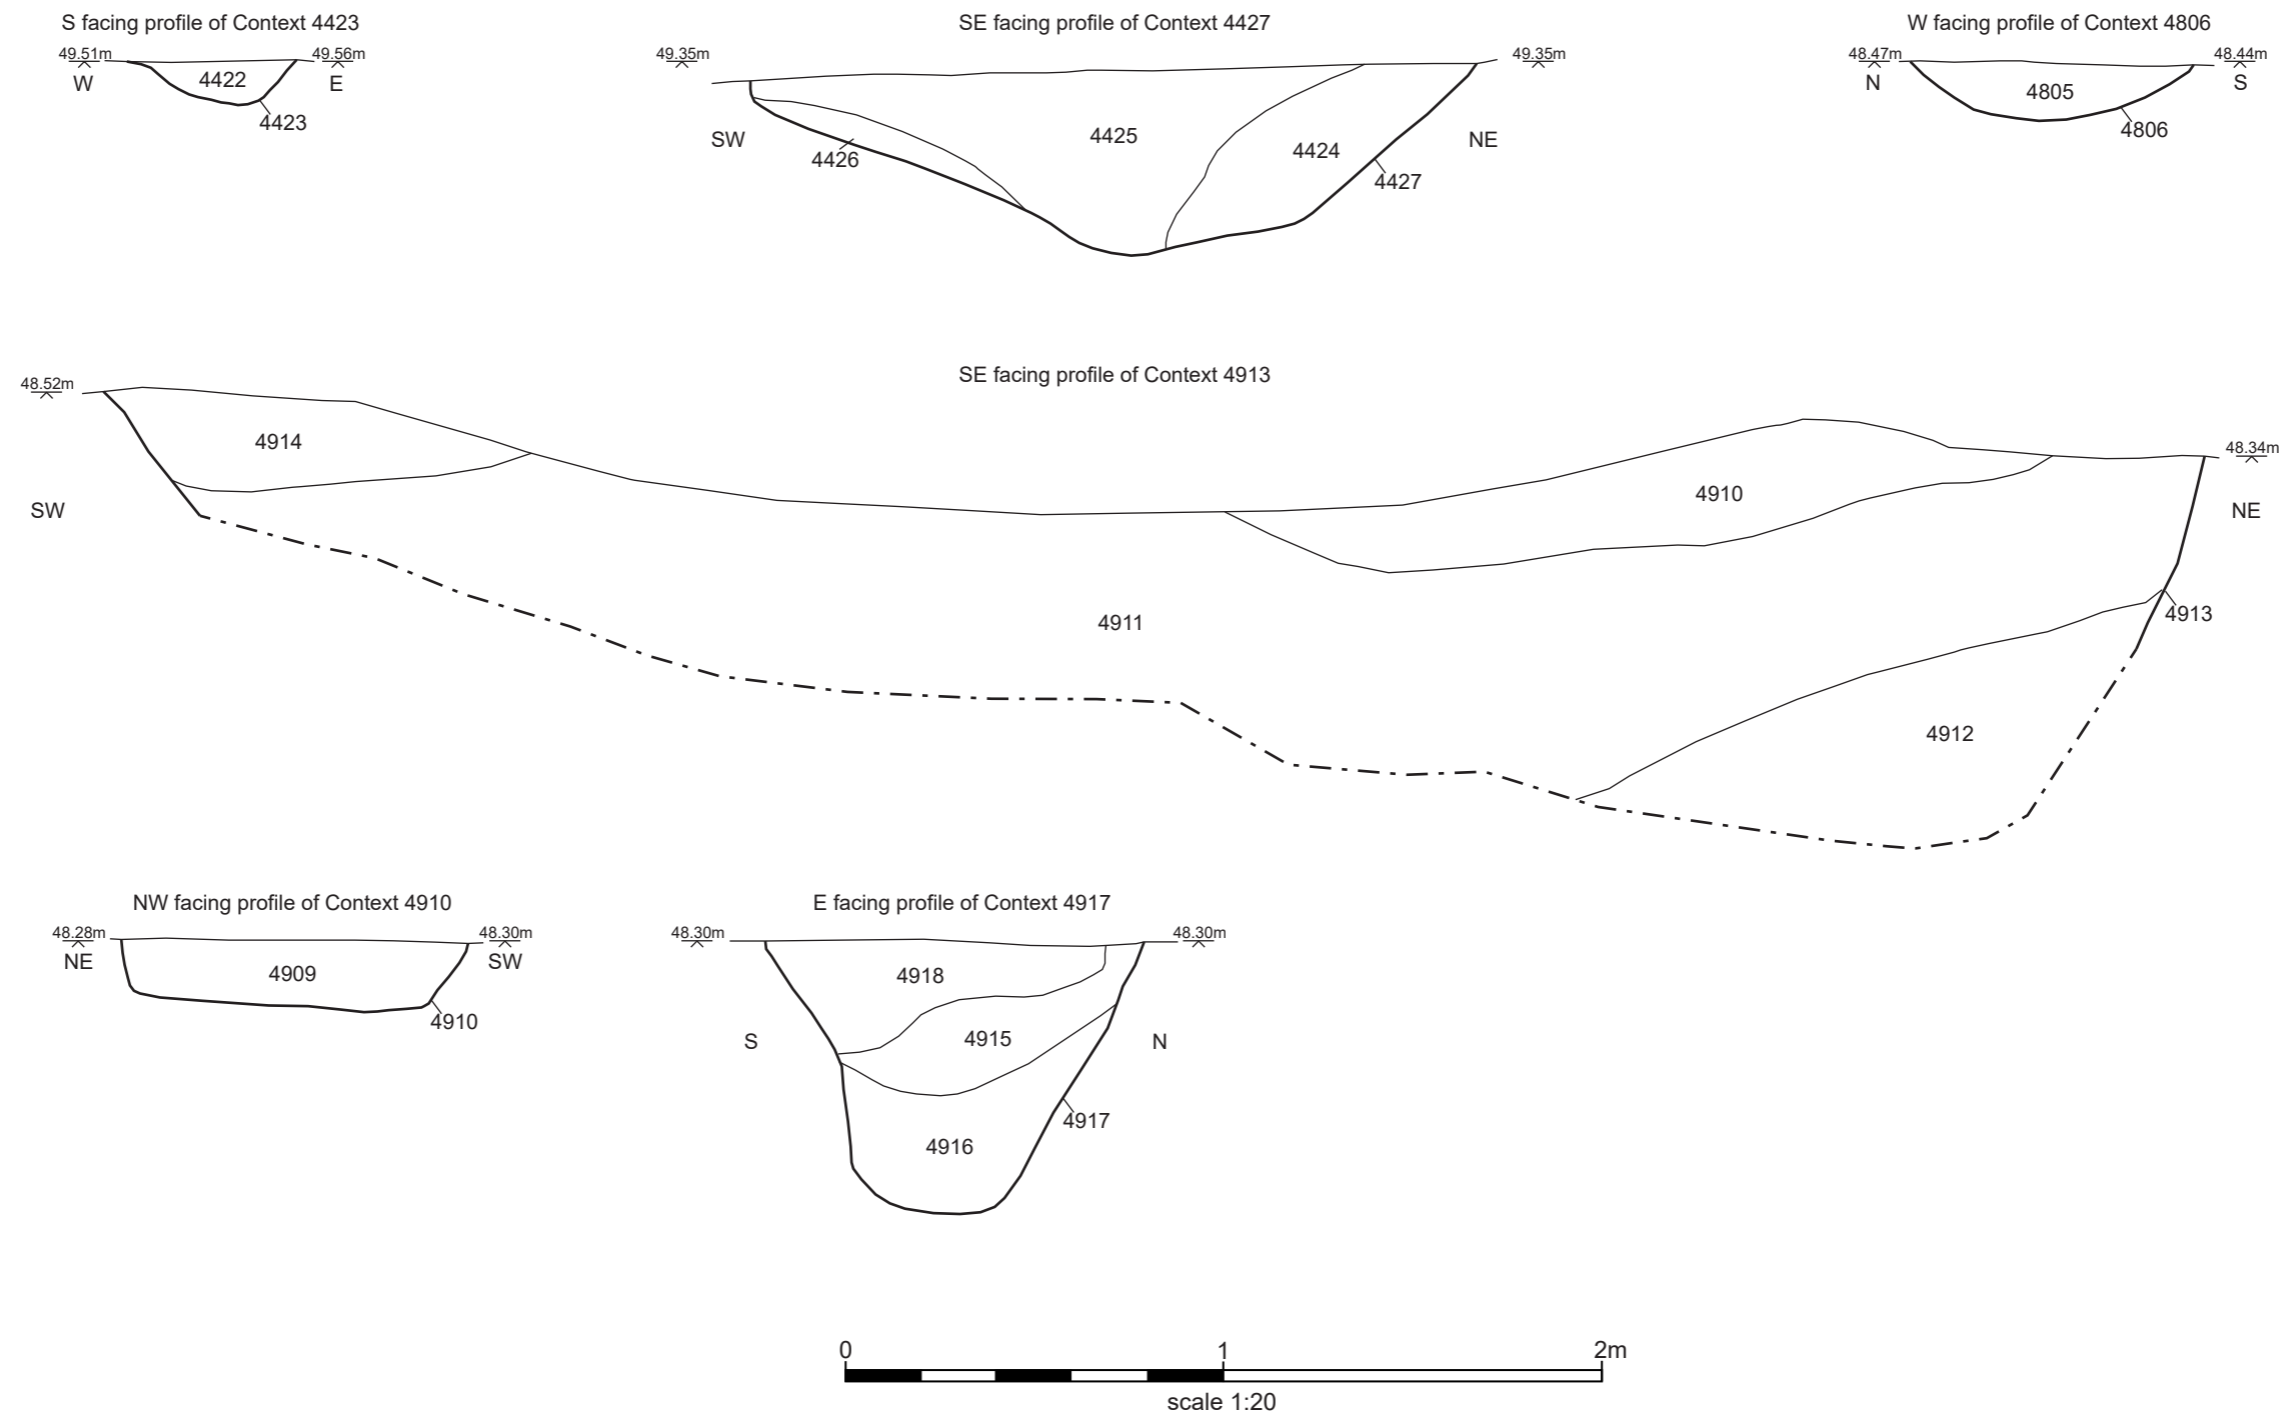 S facing profile of Context 4423
49.51m
49.56m
W
E
4422
4423
SE facing profile of Context 4427
49.35m
49.35m
SW
NE
4425
4424
4426
4427
W facing profile of Context 4806
48.47m
48.44m
N
S
4805
4806
SE facing profile of Context 4913
48.52m
48.34m
SW
NE
4914
4910
4911
4913
4912
NW facing profile of Context 4910
48.28m
48.30m
NE
SW
4909
4910
E facing profile of Context 4917
48.30m
48.30m
S
N
4918
4915
4917
4916
0 1 2m
scale 1:20